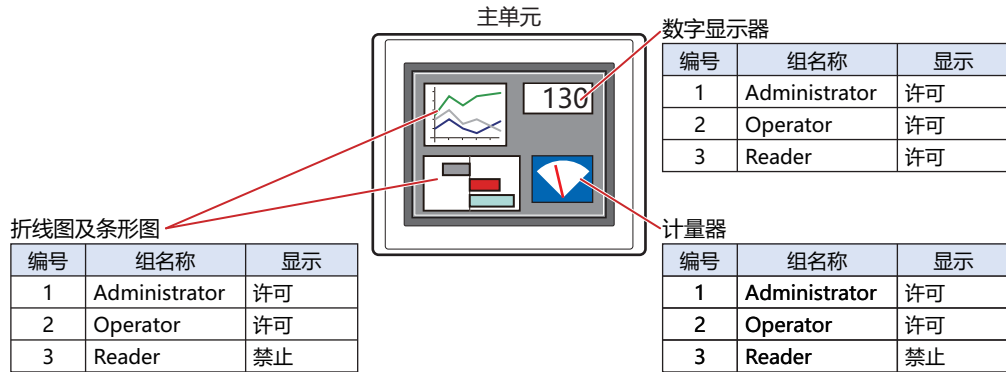 主单元
130
数字显示器
编号 组名称 显示
1 Administrator 许可
2 Operator 许可
3 Reader 许可
折线图及条形图
编号 组名称 显示
1 Administrator 许可
2 Operator 许可
3 Reader 禁止
计量器
编号 组名称 显示
1 Administrator 许可
2 Operator 许可
3 Reader 禁止